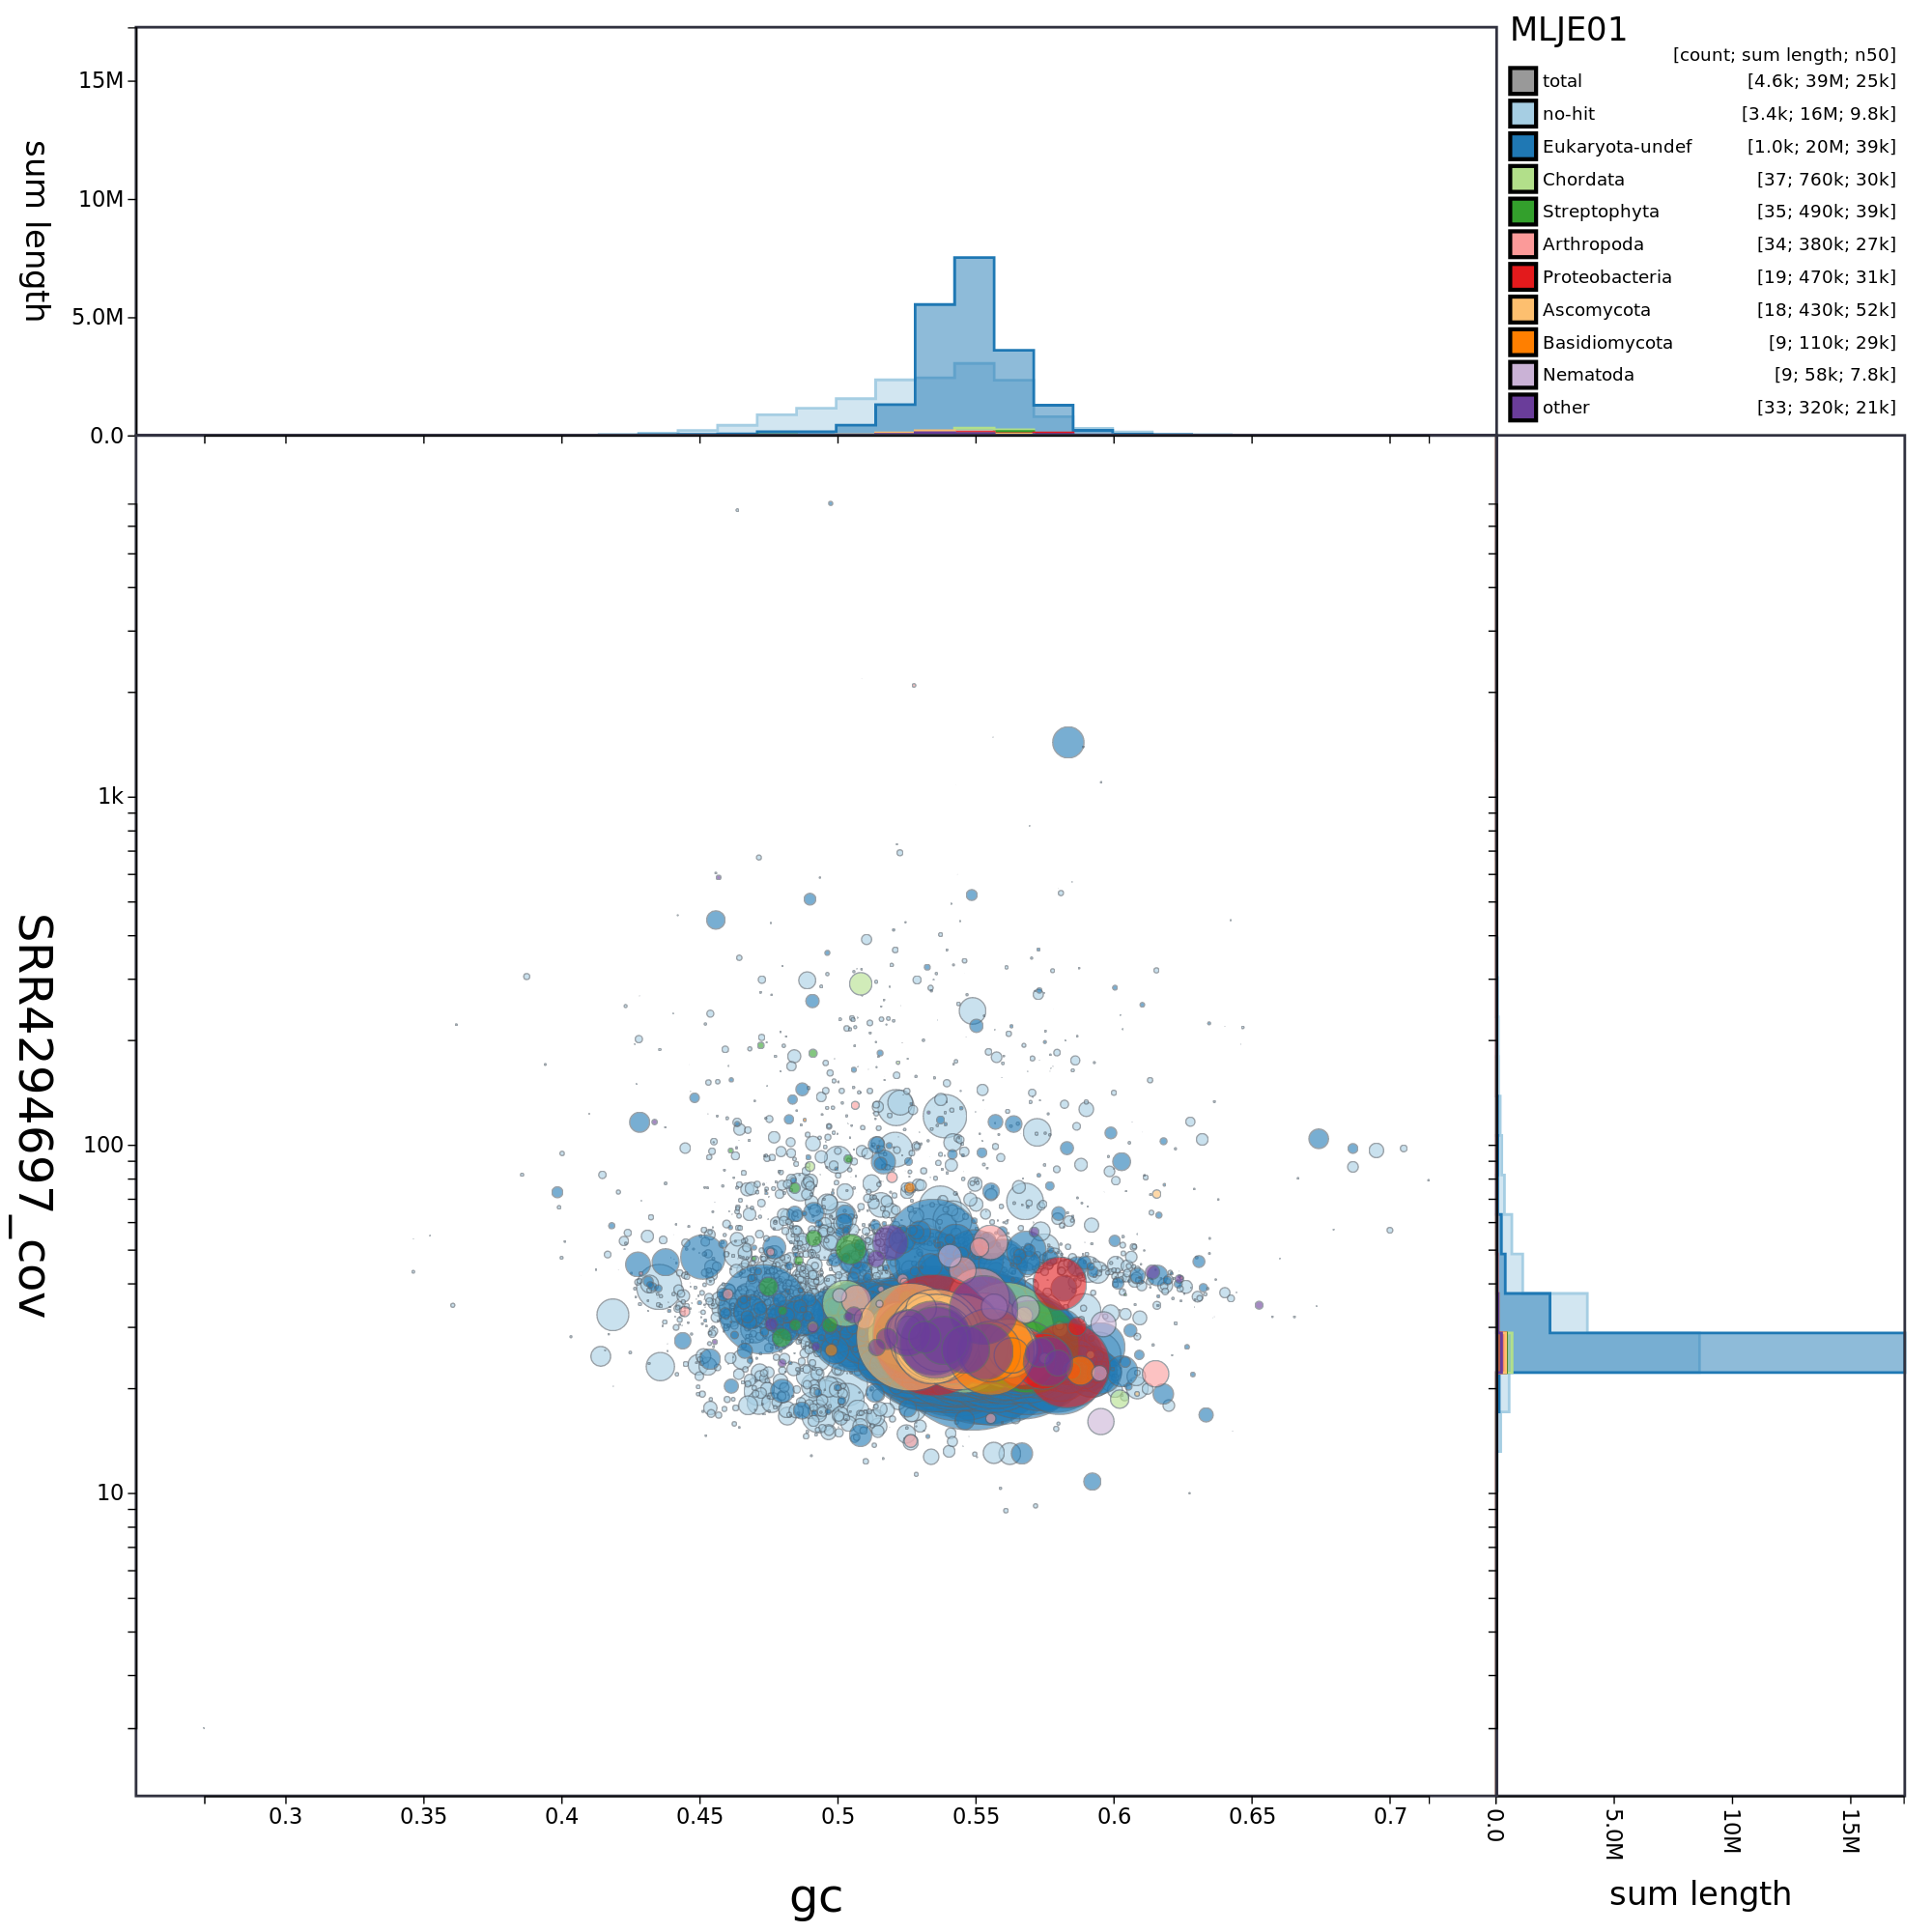 MLJE01
[count; sum length; n50]
total [4.6k; 39M; 25k]
no-hit [3.4k; 16M; 9.8k]
Eukaryota-undef [1.0k; 20M; 39k]
Chordata [37; 760k; 30k]
Streptophyta [35; 490k; 39k]
Arthropoda [34; 380k; 27k]
Proteobacteria [19; 470k; 31k]
Ascomycota [18; 430k; 52k]
Basidiomycota [9; 110k; 29k]
Nematoda [9; 58k; 7.8k]
other [33; 320k; 21k]
sum length
15M
10M
5.0M
0.0
SRR4294697_cov
1k
100
10
0.3 0.35 0.4 0.45 0.5 0.55 0.6 0.65 0.7
gc
0.0 5.0M 10M 15M
sum length